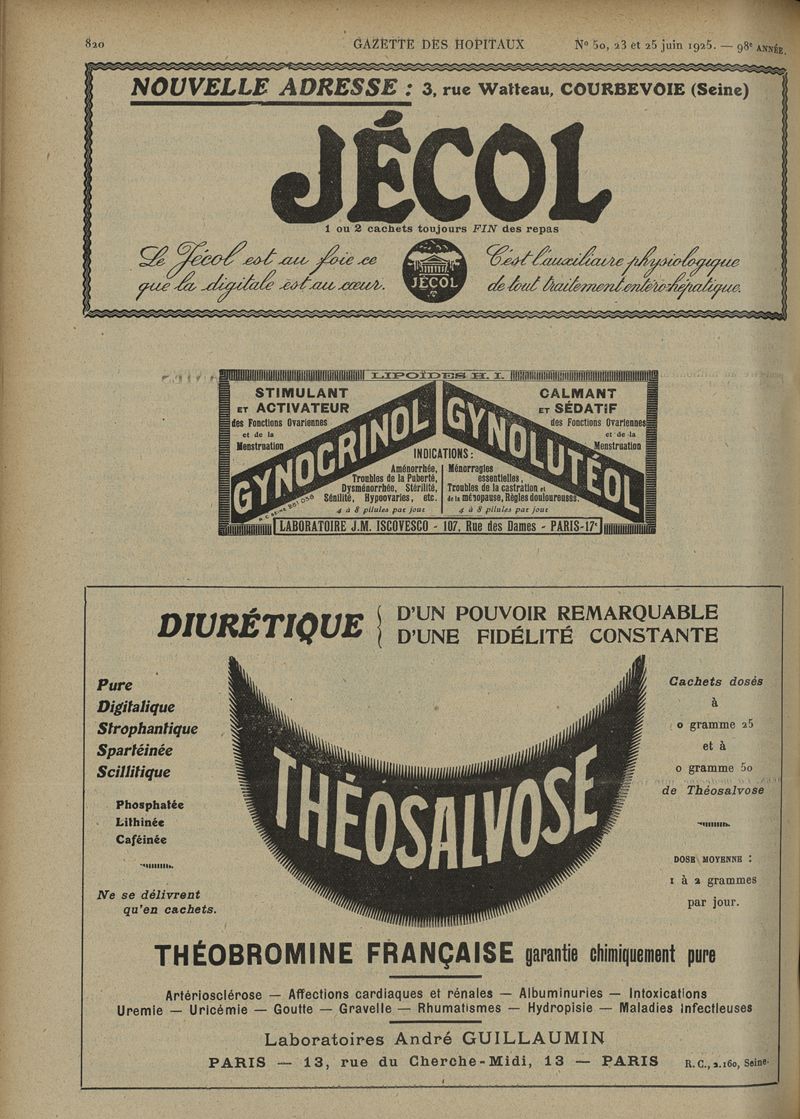 820 GAZETTE DES HOPITAUX Nº 50, 23 et 25 juin 1925. — 98e ANNÉE.
NOUVELLE ADRESSE : 3, rue Watteau, COURBEVOIE (Seine)
JÉCOL
1 ou 2 cachets toujours FIN des repas
Le Jécol est au foie ce
que la digitale est au cœur.
JÉCOL
C'est l'auxiliaire physiologique
de tout traitement entéro-hépatique.
LIPOÏDES H. I.
STIMULANT
ET ACTIVATEUR
des Fonctions Ovariennes
et de la
Menstruation
GYNOCRINOL
CALMANT
ET SÉDATIF
des Fonctions Ovariennes
et de la
Menstruation
GYNOLUTÉOL
INDICATIONS :
Aménorrhée,
Troubles de la Puberté,
Dysménorrhée, Stérilité,
Sénilité, Hypoovaries, etc.
4 à 8 pilules par jour
Ménorragies
essentielles,
Troubles de la castration et
de la ménopause, Règles douloureuses.
4 à 8 pilules par jour
LABORATOIRE J.M. ISCOVESCO - 107, Rue des Dames - PARIS-17e
DIURÉTIQUE
D'UN POUVOIR REMARQUABLE
D'UNE FIDÉLITÉ CONSTANTE
Pure
Digitalique
Strophantique
Spartéinée
Scillitique
Phosphatée
Lithinée
Caféinée
Ne se délivrent
qu'en cachets.
THÉOSALVOSE
Cachets dosés
à
0 gramme 25
et à
0 gramme 50
de Théosalvose
DOSE MOYENNE :
1 à 2 grammes
par jour.
THÉOBROMINE FRANÇAISE garantie chimiquement pure
Artériosclérose — Affections cardiaques et rénales — Albuminuries — Intoxications
Uremie — Uricémie — Goutte — Gravelle — Rhumatismes — Hydropisie — Maladies infectieuses
Laboratoires André GUILLAUMIN
PARIS — 13, rue du Cherche-Midi, 13 — PARIS R. C., 2.160, Seine.